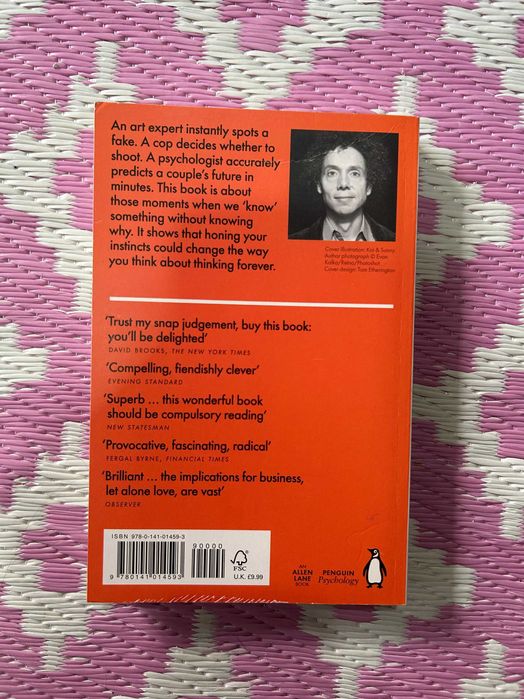 An art expert instantly spots a
fake. A cop decides whether to
shoot. A psychologist accurately
predicts a couple's future in
minutes. This book is about
those moments when we 'know'
something without knowing
why. It shows that honing your
instincts could change the way
you think about thinking forever.
Cover illustration: Kai & Sunny
Author photograph © Evan
Kafka/Retna/Photoshot
Cover design: Tom Etherington
'Trust my snap judgement, buy this book:
you'll be delighted'
DAVID BROOKS, THE NEW YORK TIMES
'Compelling, fiendishly clever'
EVENING STANDARD
'Superb ... this wonderful book
should be compulsory reading'
NEW STATESMAN
'Provocative, fascinating, radical'
FERGAL BYRNE, FINANCIAL TIMES
'Brilliant ... the implications for business,
let alone love, are vast'
OBSERVER
ISBN 978-0-141-01459-3
90000
9 780141 014593
FSC
U.K. £9.99
AN
ALLEN
LANE
BOOK
PENGUIN
Psychology